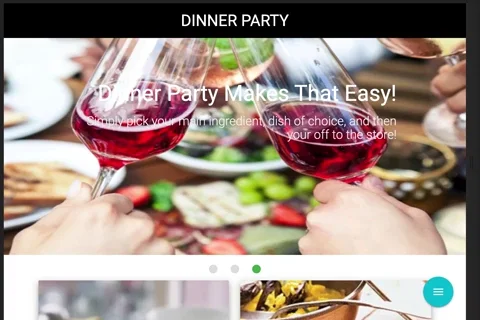 DINNER PARTY
Dinner Party Makes That Easy!
Simply pick your main ingredient, dish of choice, and then
your off to the store!